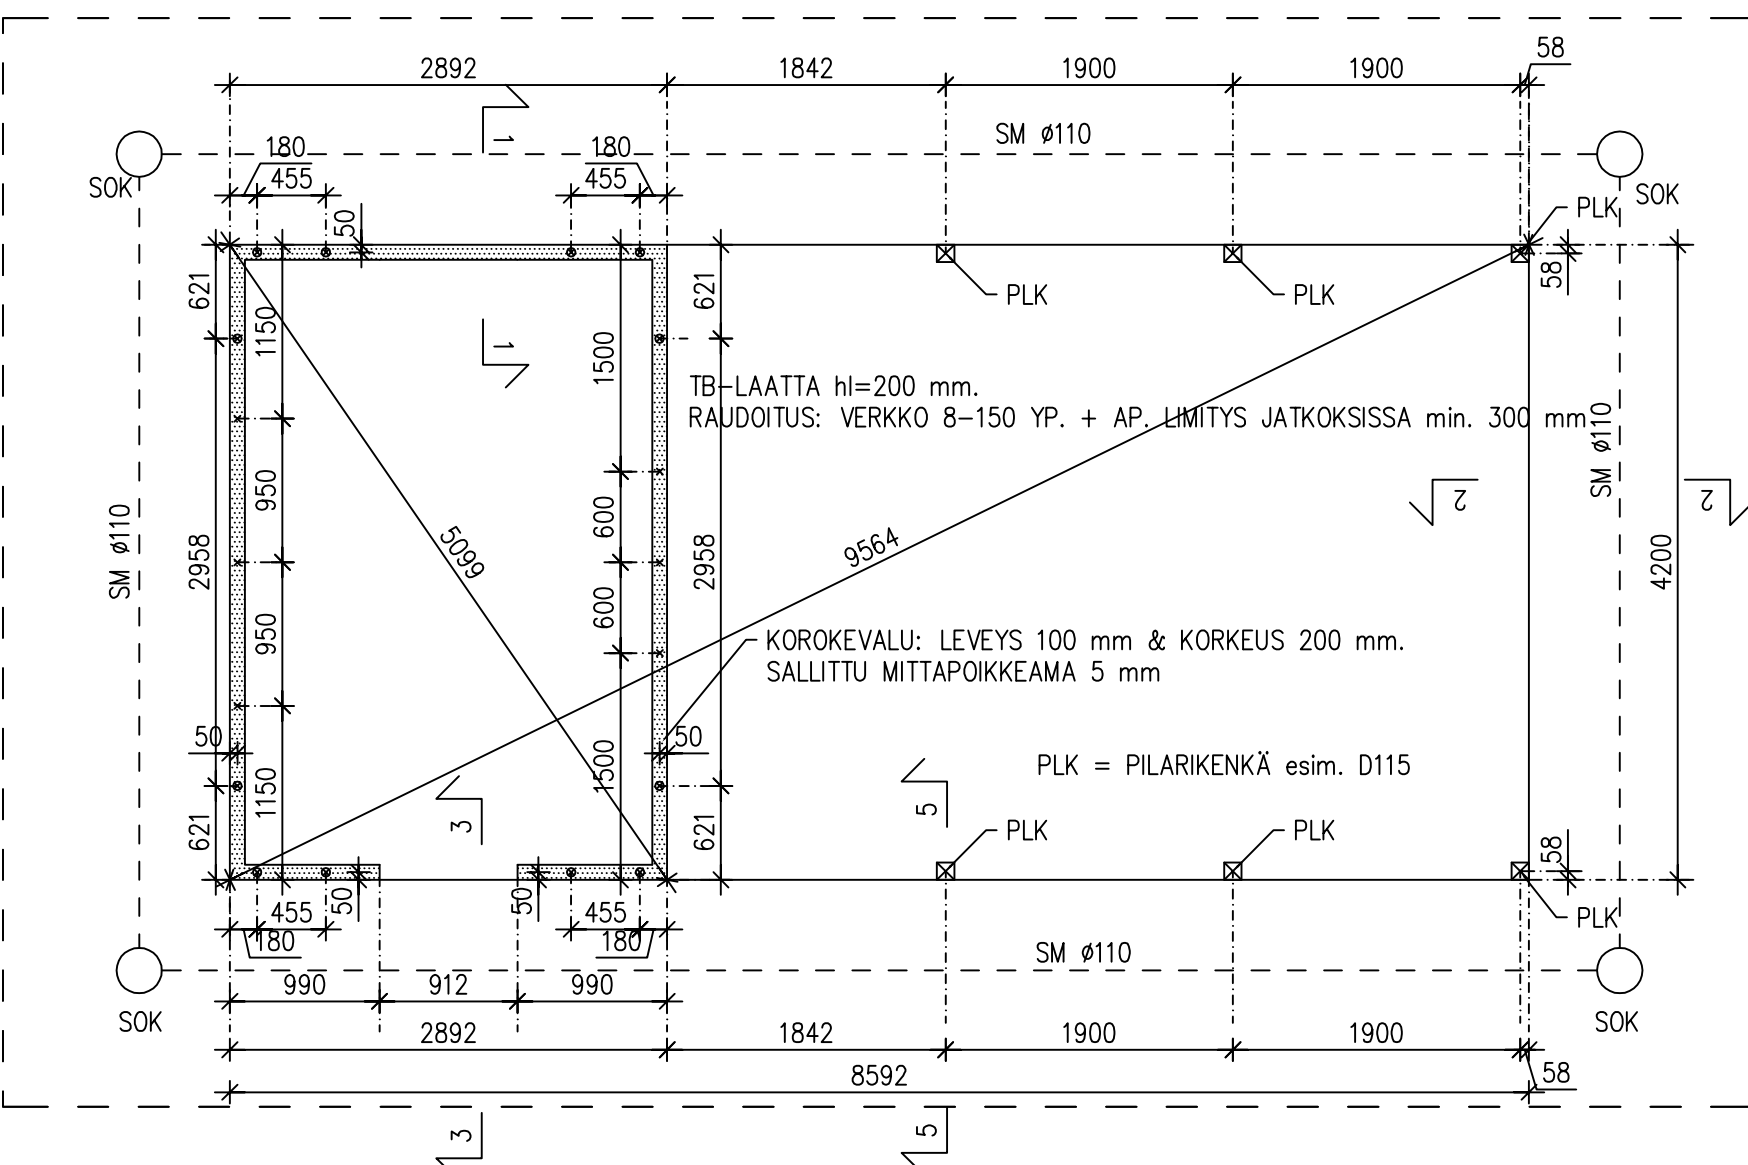 58
2892
1842
1900
1900
SM ø110
1
180
180
455
455
SOK
SOK
PLK
50
621
621
58
1150
1500
PLK
PLK
1
TB-LAATTA hl=200 mm.
RAUDOITUS: VERKKO 8-150 YP. + AP. LIMITYS JATKOKSISSA min. 300 mm
SM ø110
950
600
2
2
SM ø110
2958
5099
2958
9564
4200
950
600
KOROKEVALU: LEVEYS 100 mm & KORKEUS 200 mm.
SALLITTU MITTAPOIKKEAMA 5 mm
50
50
1150
1500
PLK = PILARIKENKÄ esim. D115
3
5
621
621
PLK
PLK
58
50
50
455
455
PLK
180
180
SM ø110
990
912
990
SOK
SOK
2892
1842
1900
1900
8592
58
3
5